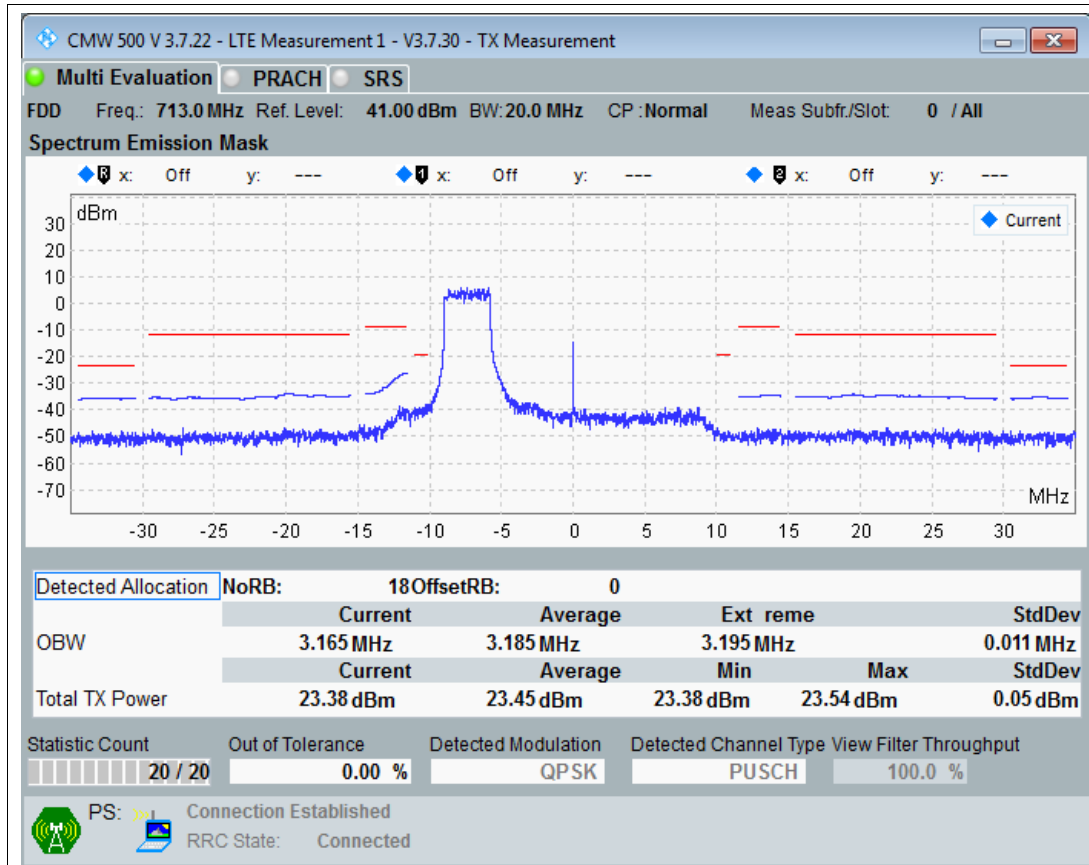 CMW 500 V 3.7.22 - LTE Measurement 1 - V3.7.30 - TX Measurement
Multi Evaluation PRACH SRS
FDD Freq.: 713.0 MHz Ref. Level: 41.00 dBm BW: 20.0 MHz CP : Normal Meas Subfr./Slot: 0 / All
Spectrum Emission Mask
R x: Off y: --- 1 x: Off y: --- 2 x: Off y: ---
dBm
Current
30
20
10
0
-10
-20
-30
-40
-50
-60
-70
MHz
-30 -25 -20 -15 -10 -5 0 5 10 15 20 25 30
Detected Allocation NoRB: 18 OffsetRB: 0
Current Average Ext reme StdDev
OBW 3.165 MHz 3.185 MHz 3.195 MHz 0.011 MHz
Current Average Min Max StdDev
Total TX Power 23.38 dBm 23.45 dBm 23.38 dBm 23.54 dBm 0.05 dBm
Statistic Count Out of Tolerance Detected Modulation Detected Channel Type View Filter Throughput
20 / 20 0.00 % QPSK PUSCH 100.0 %
PS: Connection Established
RRC State: Connected